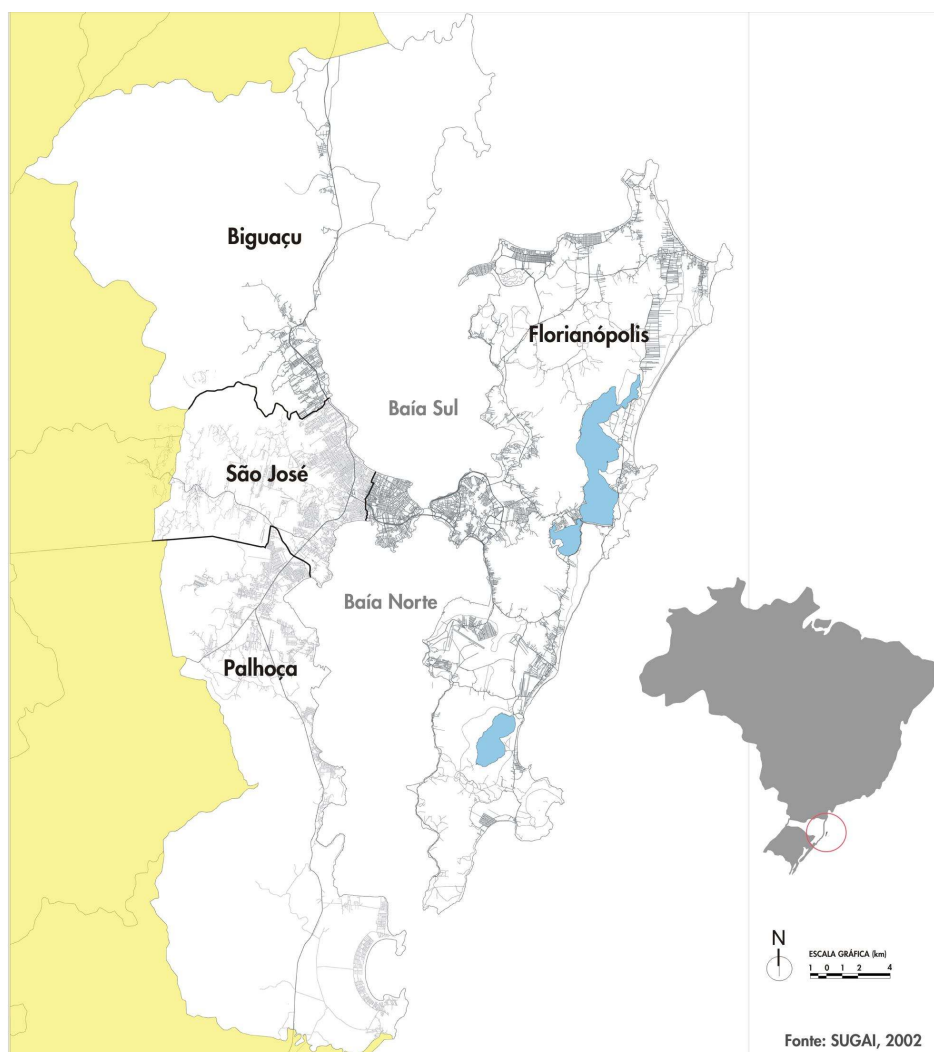 Biguaçu
Florianópolis
Baía Sul
São José
Baía Norte
Palhoça
N
ESCALA GRÁFICA (km)
1 0 1 2 4
Fonte: SUGAI, 2002